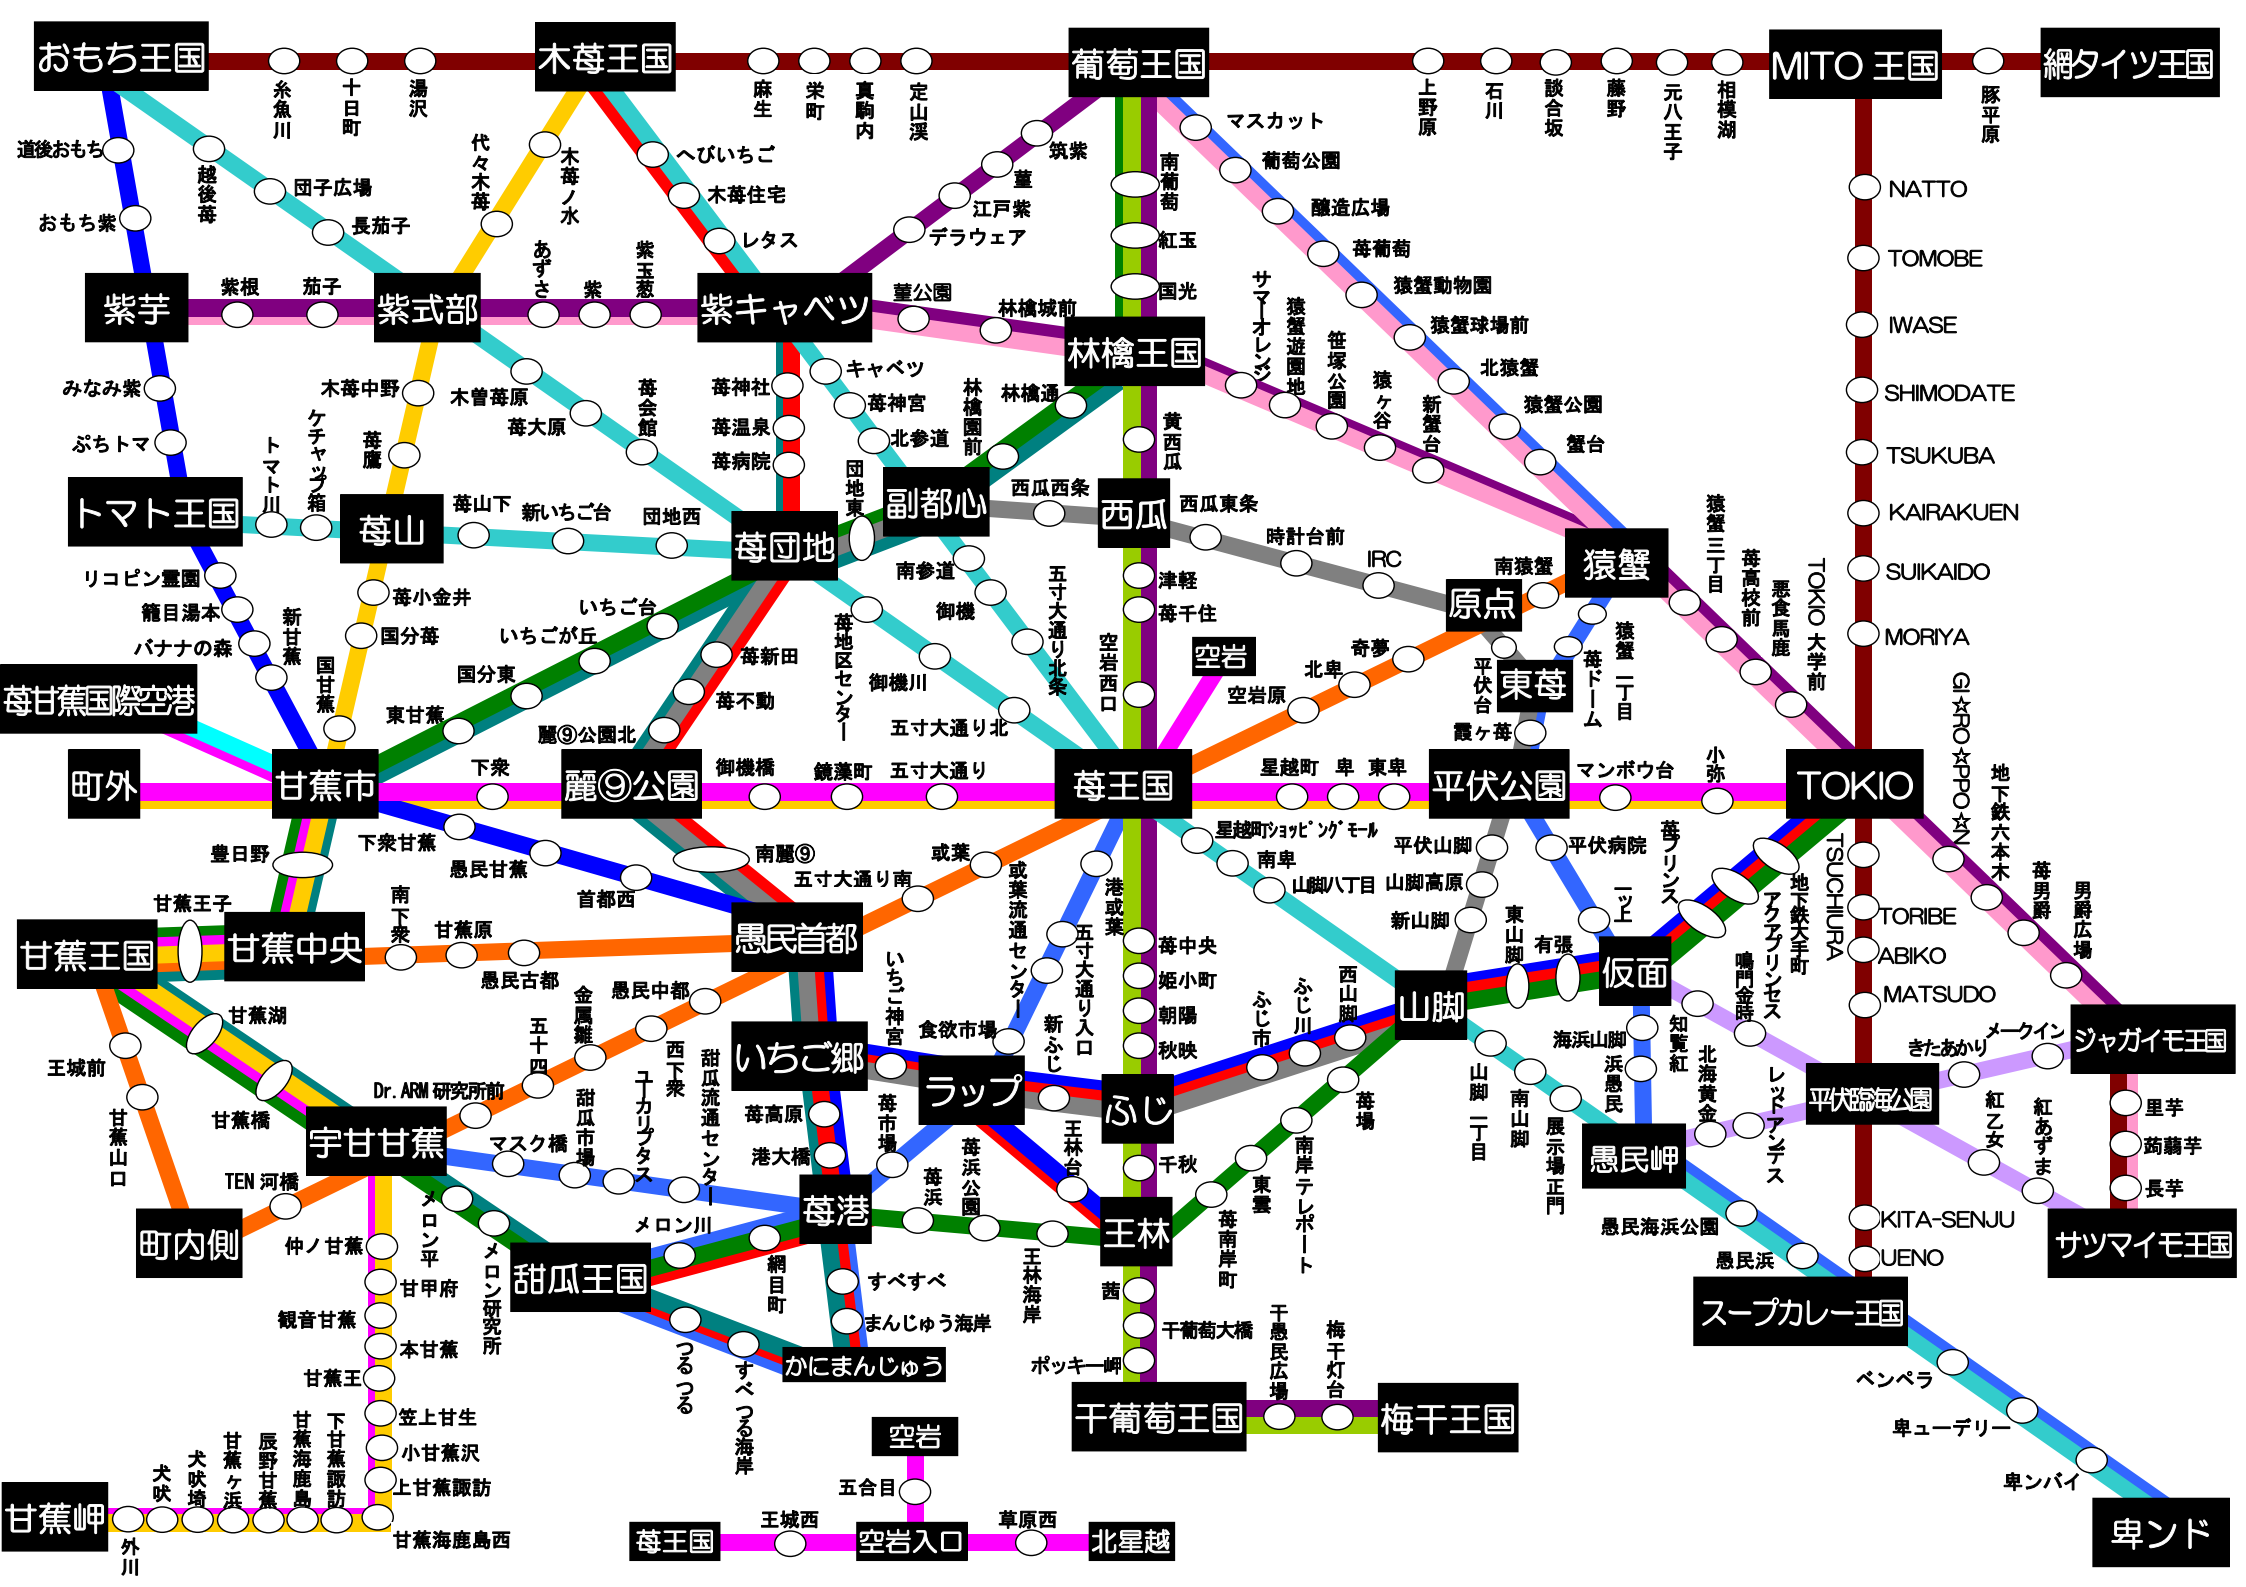 おもち王国
糸魚川
十日町
湯沢
木苺王国
麻生
栄町
真駒内
定山渓
葡萄王国
上野原
石川
談合坂
藤野
元八王子
相模湖
MITO 王国
豚平原
網タイツ王国
道後おもち
おもち紫
越後苺
団子広場
長茄子
代々木苺
木苺ノ水
へびいちご
木苺住宅
レタス
筑紫
菫
江戸紫
デラウェア
南葡萄
紅玉
国光
マスカット
葡萄公園
醸造広場
苺葡萄
猿蟹動物園
猿蟹球場前
北猿蟹
猿蟹公園
蟹台
NATTO
TOMOBE
IWASE
SHIMODATE
TSUKUBA
KAIRAKUEN
SUIKAIDO
MORIYA
紫芋
紫根
茄子
紫式部
あずさ
紫
紫玉葱
紫キャベツ
菫公園
林檎城前
林檎王国
サマーオレンジ
猿蟹遊園地
笹塚公園
猿ヶ谷
新蟹台
みなみ紫
ぷちトマ
木苺中野
苺鷹
木曽苺原
苺大原
苺会館
苺神社
苺温泉
苺病院
キャベツ
苺神宮
北参道
林檎園前
林檎通
黄西瓜
トマト王国
トマト川
ケチャップ箱
苺山
苺山下
新いちご台
団地西
苺団地
団地東
副都心
西瓜西条
西瓜
西瓜東条
時計台前
IRC
原点
南猿蟹
猿蟹
猿蟹三丁目
苺高校前
悪食馬鹿
TOKIO 大学前
リコピン霊園
籠目湯本
バナナの森
新甘蕉
苺小金井
国分苺
国甘蕉
いちご台
いちごが丘
国分東
東甘蕉
苺新田
苺不動
麗⑨公園北
苺地区センター
御機川
五寸大通り北
南参道
御機
五寸大通り北条
津軽
苺千住
空岩西口
空岩
空岩原
北卑
奇夢
平伏台
東苺
苺ドーム
猿蟹一丁目
霞ヶ苺
苺甘蕉国際空港
町外
甘蕉市
下衆
麗⑨公園
御機橋
鏡藻町
五寸大通り
苺王国
星越町
卑
東卑
平伏公園
マンボウ台
小弥
TOKIO
GI☆RO☆PPO☆N
地下鉄六本木
苺男爵
男爵広場
豊日野
下衆甘蕉
愚民甘蕉
首都西
南麗⑨
五寸大通り南
或葉
或葉流通センター
港或葉
五寸大通り入口
星越町ショッピングモール
南卑
山脚八丁目
平伏山脚
山脚高原
新山脚
平伏病院
一ッ上
苺プリンス
アクアプリンセス
地下鉄大手町
TSUCHIURA
TORIBE
ABIKO
MATSUDO
甘蕉王国
甘蕉王子
甘蕉中央
南下衆
甘蕉原
愚民古都
愚民首都
いちご神宮
食欲市場
新ふじ
苺中央
姫小町
朝陽
秋映
ふじ市
ふじ川
西山脚
山脚
東山脚
有張
仮面
鳴門金時
王城前
甘蕉山口
甘蕉湖
甘蕉橋
五十四
金属雛
愚民中都
西下衆
いちご郷
ラップ
ふじ
海浜山脚
浜愚民
知覧紅
北海黄金
レッドアンデス
平伏臨海公園
きたあかり
メークイン
ジャガイモ王国
Dr.ARM 研究所前
宇甘甘蕉
マスク橋
甜瓜市場
ユーカリプタス
甜瓜流通センター
苺高原
港大橋
苺市場
苺浜
苺浜公園
王林台
千秋
苺場
南岸テレポート
東雲
苺南岸町
山脚一丁目
南山脚
展示場正門
愚民岬
紅乙女
紅あずま
里芋
蒟蒻芋
長芋
TEN 河橋
町内側
メロン平
メロン研究所
甜瓜王国
メロン川
網目町
苺港
王林海岸
王林
愚民海浜公園
愚民浜
KITA-SENJU
UENO
サツマイモ王国
スープカレー王国
仲ノ甘蕉
甘甲府
観音甘蕉
本甘蕉
甘蕉王
笠上甘生
小甘蕉沢
上甘蕉諏訪
甘蕉海鹿島西
すべすべ
まんじゅう海岸
かにまんじゅう
つるつる
すべつる海岸
茜
干葡萄大橋
ポッキー岬
干愚民広場
梅干灯台
干葡萄王国
梅干王国
ベンペラ
卑ューデリー
卑ンバイ
卑ンド
甘蕉岬
外川
犬吠
犬吠埼
甘蕉ヶ浜
辰野甘蕉
甘蕉海鹿島
下甘蕉諏訪
空岩
五合目
苺王国
王城西
空岩入口
草原西
北星越